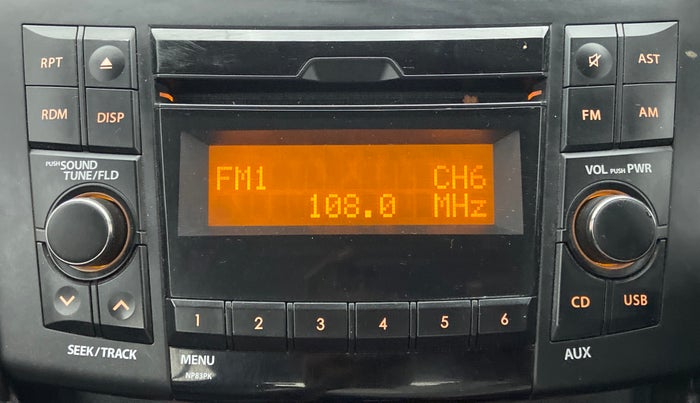 RPT
AST
RDM DISP
FM AM
PUSH SOUND
TUNE/FLD
VOL PUSH PWR
FM1 CH6
108.0 MHz
CD USB
1 2 3 4 5 6
SEEK/TRACK
MENU
AUX
NP83PK